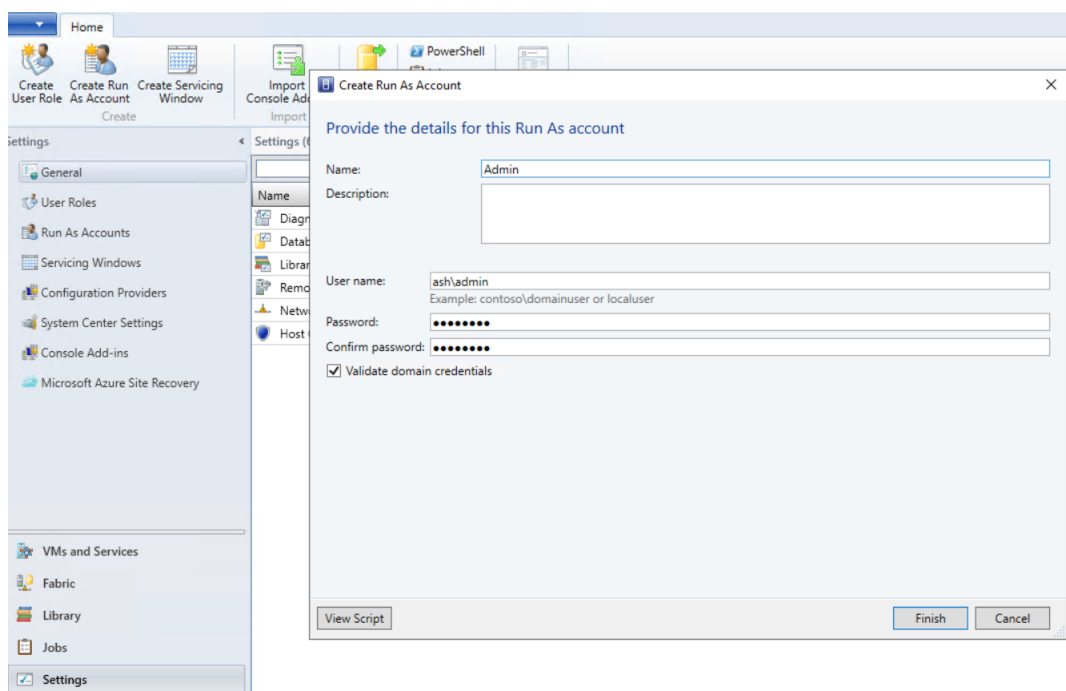 Home
Create User Role
Create Run As Account
Create Servicing Window
Import Console Add
PowerShell
Create
Import
Settings
Settings (
General
User Roles
Run As Accounts
Servicing Windows
Configuration Providers
System Center Settings
Console Add-ins
Microsoft Azure Site Recovery
VMs and Services
Fabric
Library
Jobs
Settings
Name
Diagn
Datab
Librar
Remo
Netwo
Host
Create Run As Account
Provide the details for this Run As account
Name: Admin
Description:
User name: ash\admin
Example: contoso\domainuser or localuser
Password: ●●●●●●●●
Confirm password: ●●●●●●●●
Validate domain credentials
View Script
Finish
Cancel